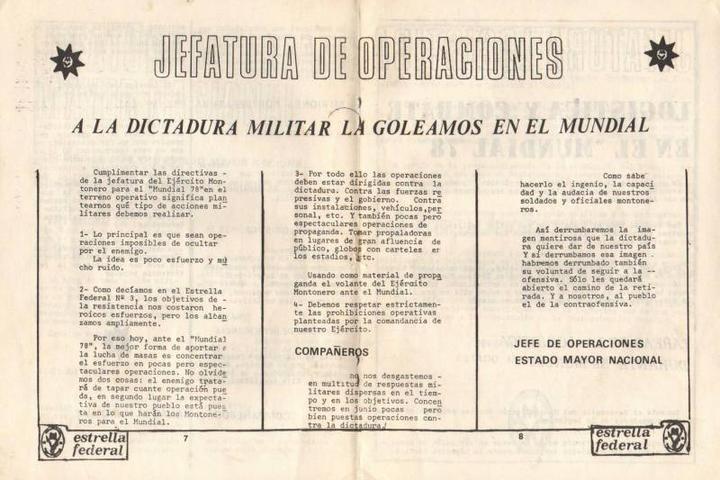 JEFATURA DE OPERACIONES
A LA DICTADURA MILITAR LA GOLEAMOS EN EL MUNDIAL
Cumplimentar las directivas -
de la jefatura del Ejército Mon-
tonero para el "Mundial 78"en el
terreno operativo significa plan
tearnos qué tipo de acciones mi-
litares debemos realizar.
1- Lo principal es que sean ope-
raciones imposibles de ocultar
por el enemigo.
La idea es poco esfuerzo y mu
cho ruido.
2- Como decíamos en el Estrella
Federal Nº 3, los objetivos de -
la resistencia nos costaron he-
roicos esfuerzos, pero los alcan
zamos ampliamente.
Por eso hoy, ante el "Mundial
78", la mejor forma de aportar a
la lucha de masas es concentrar
el esfuerzo en pocas pero espec-
taculares operaciones. No olvide
mos dos cosas: el enemigo trata-
rá de tapar cuante operación pue
da, en segundo lugar la expecta-
tiva de nuestro pueblo está pues
ta en lo que harán los Montone-
ros para el Mundial.
3- Por todo ello las operaciones
deben estar dirigidas contra la
dictadura. Contra las fuerzas re
presivas y el gobierno. Contra
sus instalaciones, vehículos,per
sonal, etc. Y también pocas pero
espectaculares operaciones de
propaganda. Tomar propaladoras
en lugares de gran afluencia de
público, globos con carteles en
los estadios, etc.
Usando como material de propa
ganda el volante del Ejército
Montonero ante el Mundial.
4- Debemos respetar estrictamen-
te las prohibiciones operativas
planteadas por la comandancia de
nuestro Ejército.
COMPAÑEROS
no nos desgastemos -
en multitud de respuestas mi-
litares dispersas en el tiem-
po y en los objetivos. Concen
tremos en junio pocas pero
bien puestas operaciones con-
tra la dictadura.
Como sabe
hacerlo el ingenio, la capaci
dad y la audacia de nuestros
soldados y oficiales montone-
ros.
Así derrumbaremos la ima-
gen mentirosa que la dictadu-
ra quiere dar de nuestro país
Y si derrumbamos esa imagen
habremos derrumbado también
su voluntad de seguir a la --
ofensiva. Sólo les quedará
abierto el camino de la reti-
rada. Y a nosotros, al pueblo
el de la contraofensiva.
JEFE DE OPERACIONES
ESTADO MAYOR NACIONAL
estrella
federal
7
8
estrella
federal